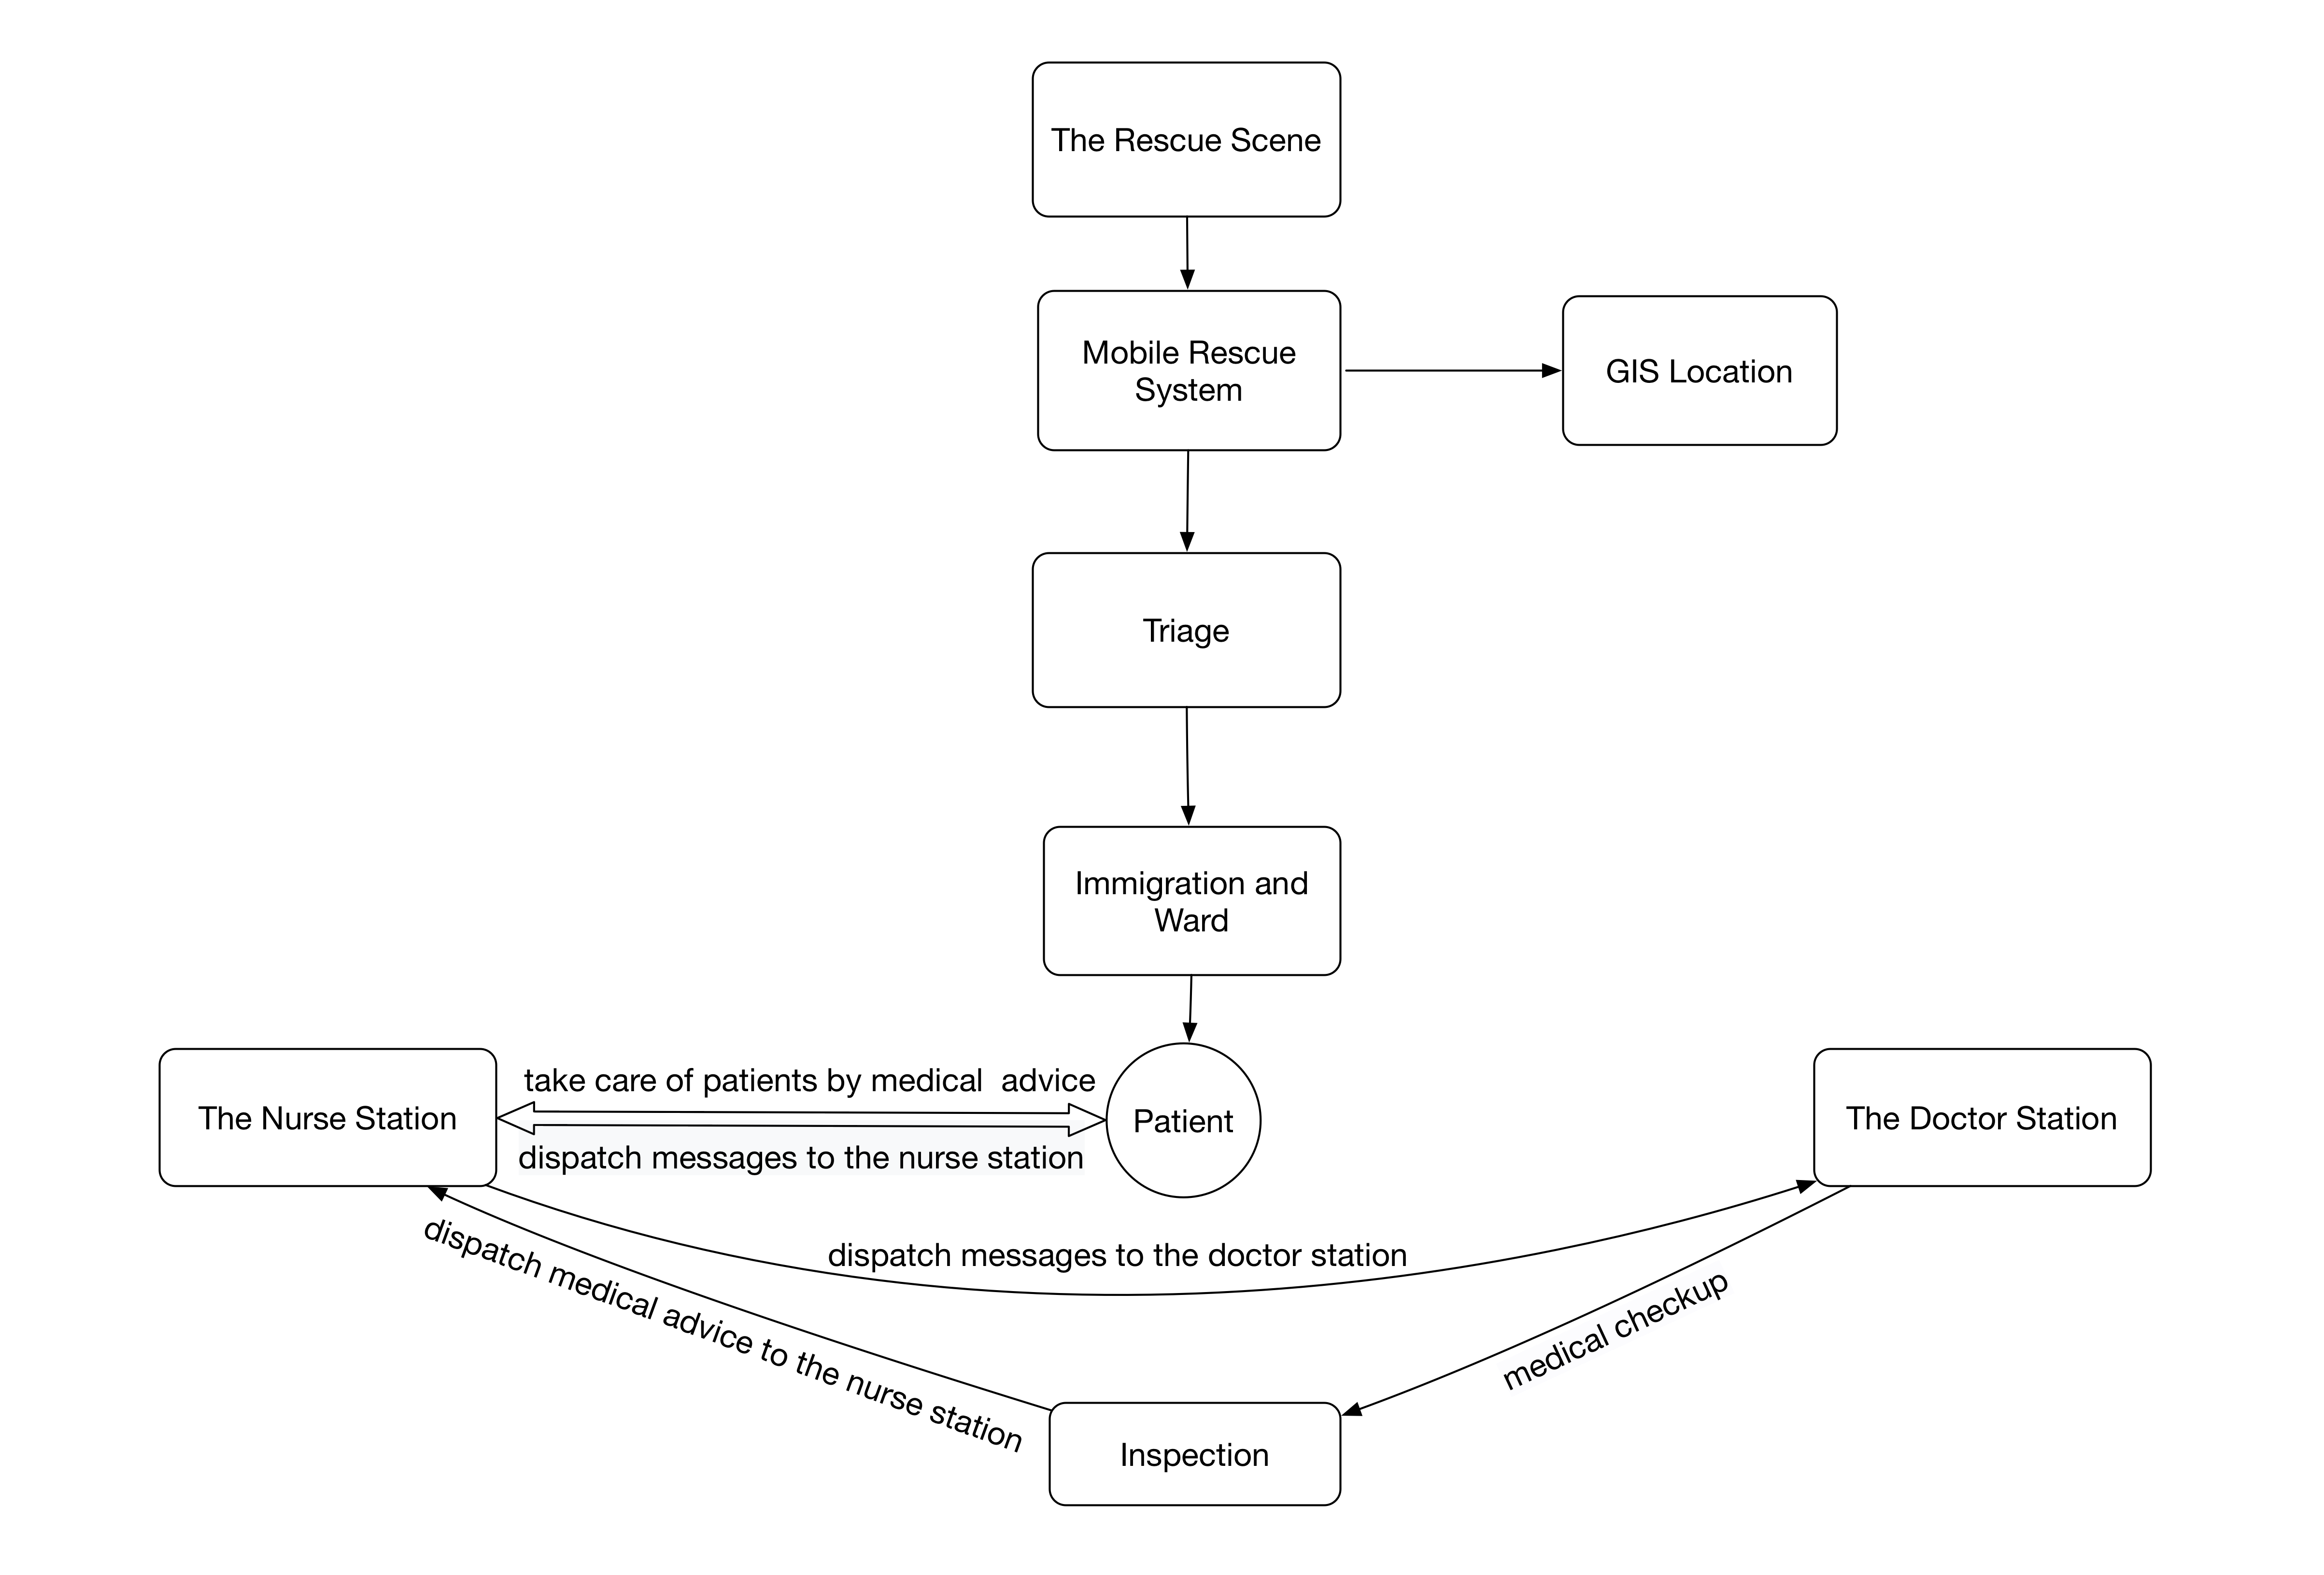 The Rescue Scene
Mobile Rescue
System
GIS Location
Triage
Immigration and
Ward
take care of patients by medical  advice
The Nurse Station
Patient
The Doctor Station
dispatch messages to the nurse station
dispatch messages to the doctor station
dispatch medical advice to the nurse station
medical checkup
Inspection